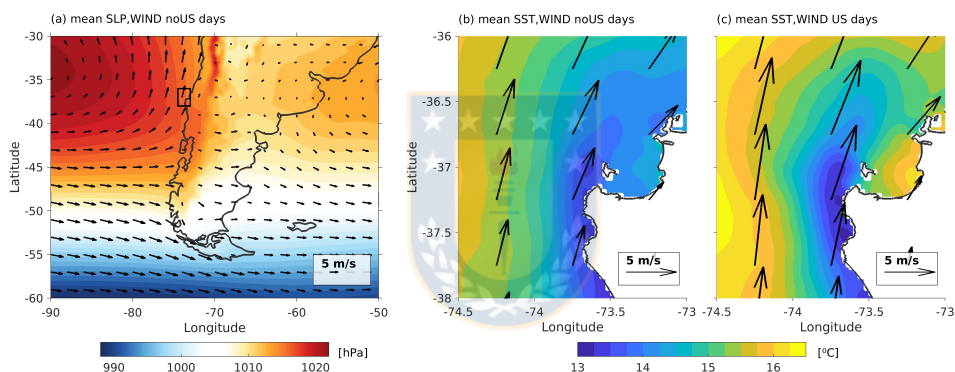 (a) mean SLP,WIND noUS days
(b) mean SST,WIND noUS days
(c) mean SST,WIND US days
Latitude
-30
-35
-40
-45
-50
-55
-60
-90
-80
-70
-60
-50
Longitude
5 m/s
990
1000
1010
1020
[hPa]
Latitude
-36
-36.5
-37
-37.5
-38
-74.5
-74
-73.5
-73
Longitude
5 m/s
-74.5
-74
-73.5
-73
Longitude
5 m/s
13
14
15
16
[ºC]